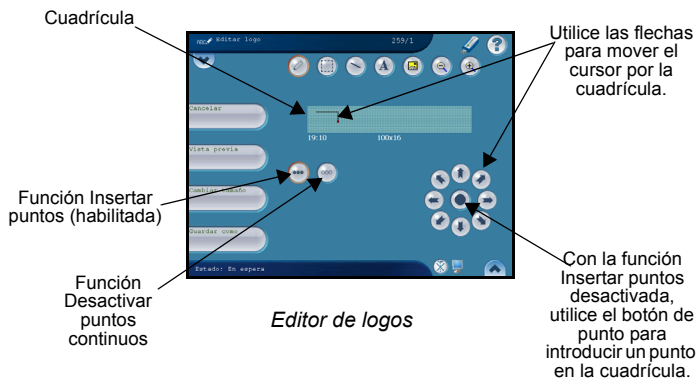 Cuadrícula
Editar logo
259/1
Utilice las flechas
para mover el
cursor por la
cuadrícula.
Cancelar
19:10
100x16
Vista previa
Función Insertar
puntos (habilitada)
Cambiar tamaño
Guardar como
Estado: En espera
Función
Desactivar
puntos
continuos
Editor de logos
Con la función
Insertar puntos
desactivada,
utilice el botón de
punto para
introducir un punto
en la cuadrícula.